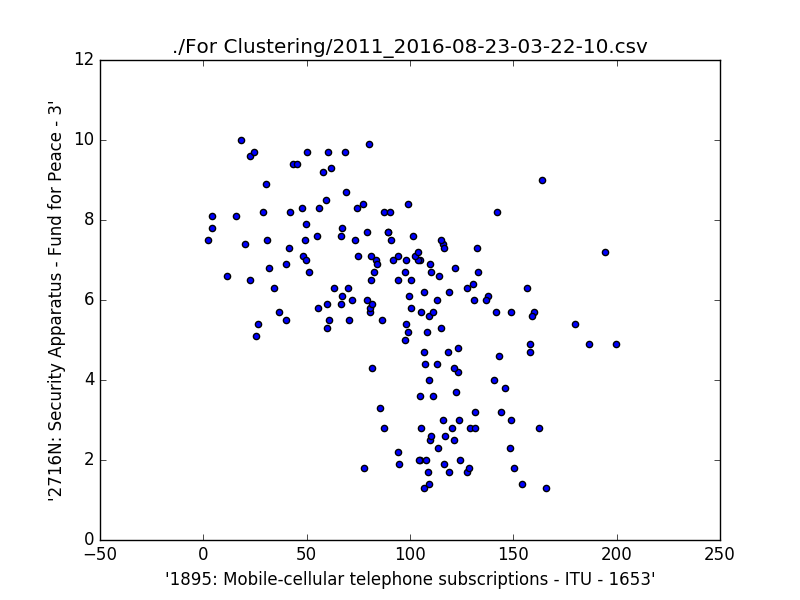 ./For Clustering/2011_2016-08-23-03-22-10.csv
'2716N: Security Apparatus - Fund for Peace - 3'
12
10
8
6
4
2
0
−50 0 50 100 150 200 250
'1895: Mobile-cellular telephone subscriptions - ITU - 1653'